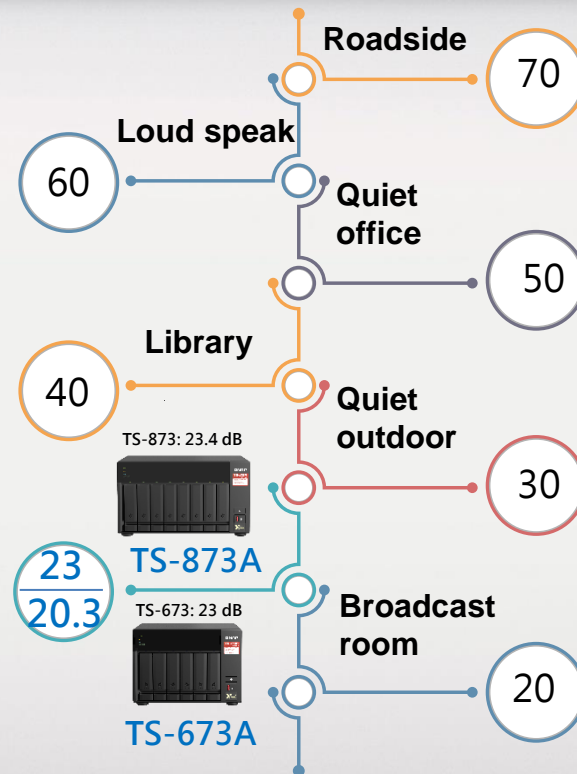 Roadside
70
Loud speak
60
Quiet
office
50
Library
40
Quiet
outdoor
TS-873: 23.4 dB
30
TS-873A
23
20.3
TS-673: 23 dB
Broadcast
room
20
TS-673A